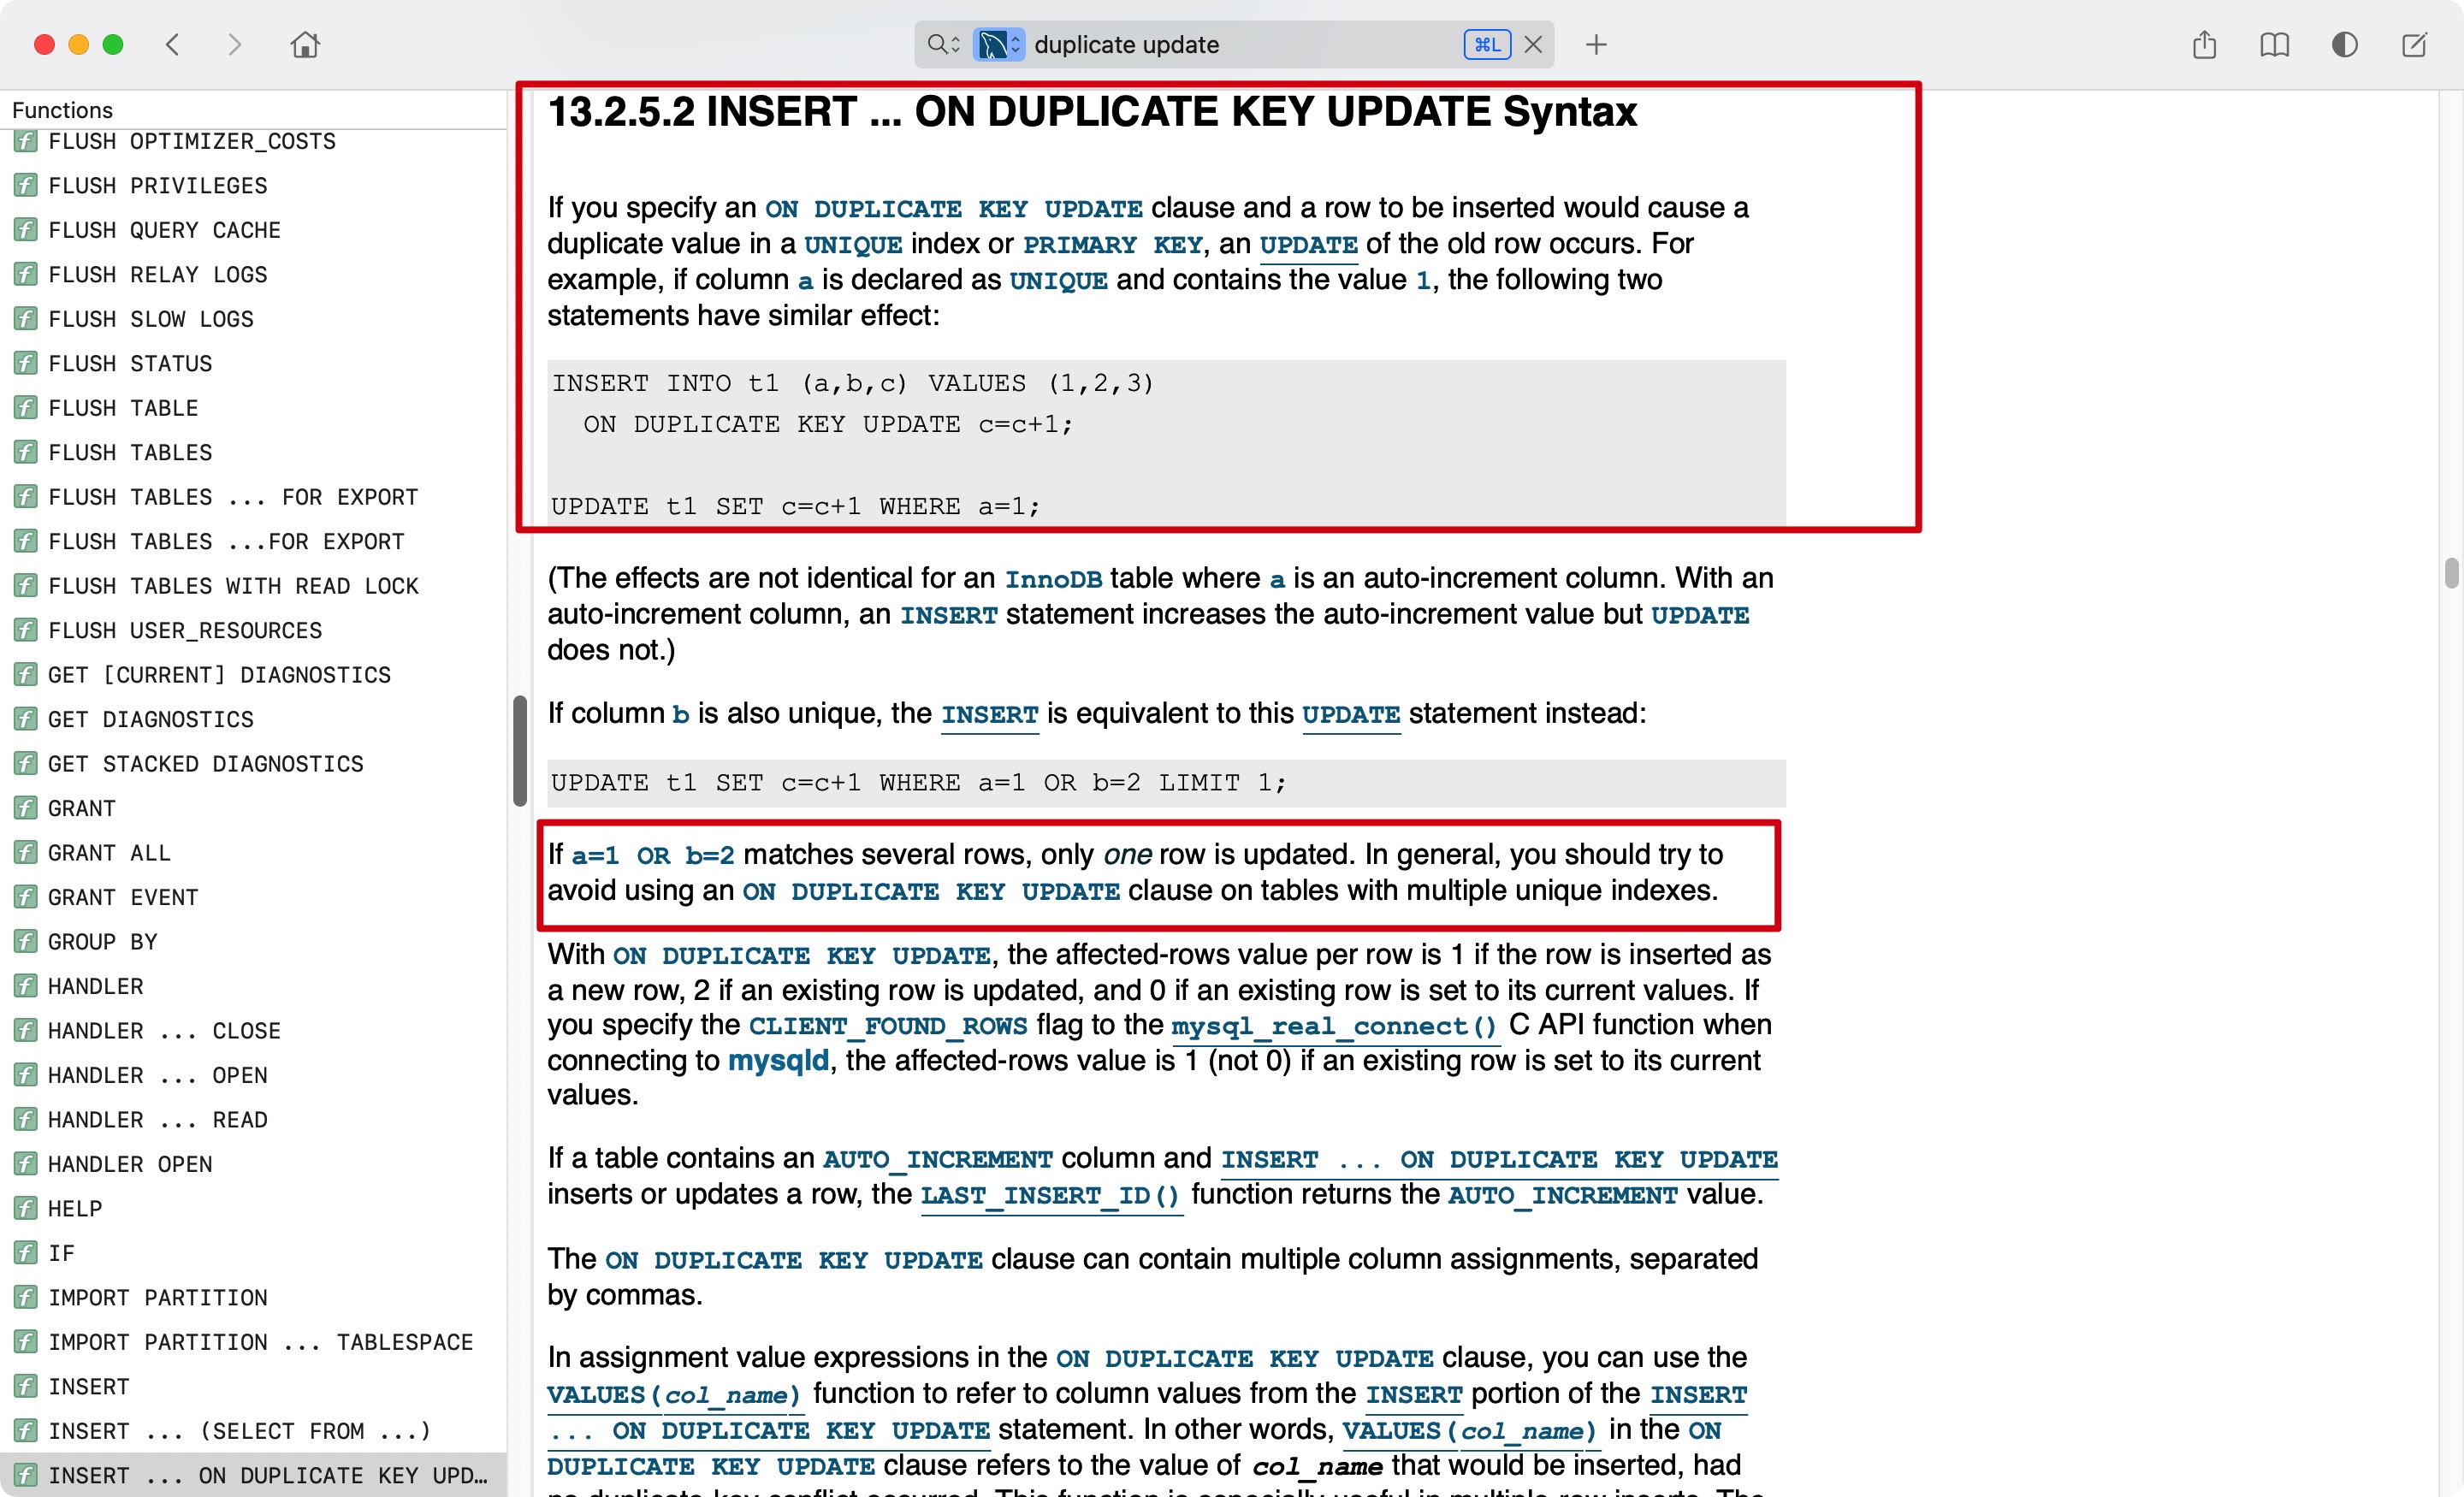 duplicate update
⌘L
Functions
FLUSH OPTIMIZER_COSTS
FLUSH PRIVILEGES
FLUSH QUERY CACHE
FLUSH RELAY LOGS
FLUSH SLOW LOGS
FLUSH STATUS
FLUSH TABLE
FLUSH TABLES
FLUSH TABLES ... FOR EXPORT
FLUSH TABLES ...FOR EXPORT
FLUSH TABLES WITH READ LOCK
FLUSH USER_RESOURCES
GET [CURRENT] DIAGNOSTICS
GET DIAGNOSTICS
GET STACKED DIAGNOSTICS
GRANT
GRANT ALL
GRANT EVENT
GROUP BY
HANDLER
HANDLER ... CLOSE
HANDLER ... OPEN
HANDLER ... READ
HANDLER OPEN
HELP
IF
IMPORT PARTITION
IMPORT PARTITION ... TABLESPACE
INSERT
INSERT ... (SELECT FROM ...)
INSERT ... ON DUPLICATE KEY UPD...
13.2.5.2 INSERT ... ON DUPLICATE KEY UPDATE Syntax
If you specify an ON DUPLICATE KEY UPDATE clause and a row to be inserted would cause a
duplicate value in a UNIQUE index or PRIMARY KEY, an UPDATE of the old row occurs. For
example, if column a is declared as UNIQUE and contains the value 1, the following two
statements have similar effect:
INSERT INTO t1 (a,b,c) VALUES (1,2,3)
ON DUPLICATE KEY UPDATE c=c+1;
UPDATE t1 SET c=c+1 WHERE a=1;
(The effects are not identical for an InnoDB table where a is an auto-increment column. With an
auto-increment column, an INSERT statement increases the auto-increment value but UPDATE
does not.)
If column b is also unique, the INSERT is equivalent to this UPDATE statement instead:
UPDATE t1 SET c=c+1 WHERE a=1 OR b=2 LIMIT 1;
If a=1 OR b=2 matches several rows, only one row is updated. In general, you should try to
avoid using an ON DUPLICATE KEY UPDATE clause on tables with multiple unique indexes.
With ON DUPLICATE KEY UPDATE, the affected-rows value per row is 1 if the row is inserted as
a new row, 2 if an existing row is updated, and 0 if an existing row is set to its current values. If
you specify the CLIENT_FOUND_ROWS flag to the mysql_real_connect() C API function when
connecting to mysqld, the affected-rows value is 1 (not 0) if an existing row is set to its current
values.
If a table contains an AUTO_INCREMENT column and INSERT ... ON DUPLICATE KEY UPDATE
inserts or updates a row, the LAST_INSERT_ID() function returns the AUTO_INCREMENT value.
The ON DUPLICATE KEY UPDATE clause can contain multiple column assignments, separated
by commas.
In assignment value expressions in the ON DUPLICATE KEY UPDATE clause, you can use the
VALUES(col_name) function to refer to column values from the INSERT portion of the INSERT
... ON DUPLICATE KEY UPDATE statement. In other words, VALUES(col_name) in the ON
DUPLICATE KEY UPDATE clause refers to the value of col_name that would be inserted, had
no duplicate-key conflict occurred. This function is especially useful in multiple-row inserts. The